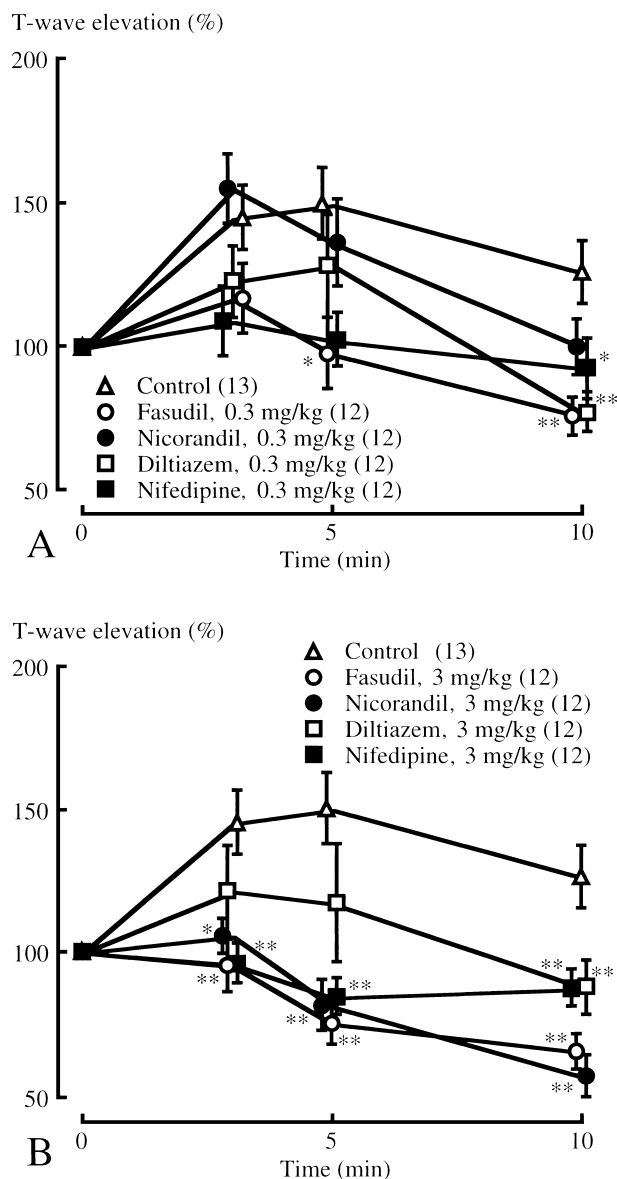 T-wave elevation (%)
200
150
100
*
*
**
**
Control (13)
Fasudil, 0.3 mg/kg (12)
Nicorandil, 0.3 mg/kg (12)
Diltiazem, 0.3 mg/kg (12)
Nifedipine, 0.3 mg/kg (12)
50
0 5 10
A
Time (min)
T-wave elevation (%)
200
Control (13)
Fasudil, 3 mg/kg (12)
Nicorandil, 3 mg/kg (12)
Diltiazem, 3 mg/kg (12)
Nifedipine, 3 mg/kg (12)
150
*
**
100
** **
**
**
**
**
**
**
50
0 5 10
B
Time (min)